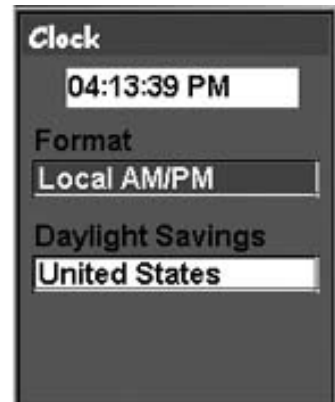 Clock
04:13:39 PM
Format
Local AM/PM
Daylight Savings
United States